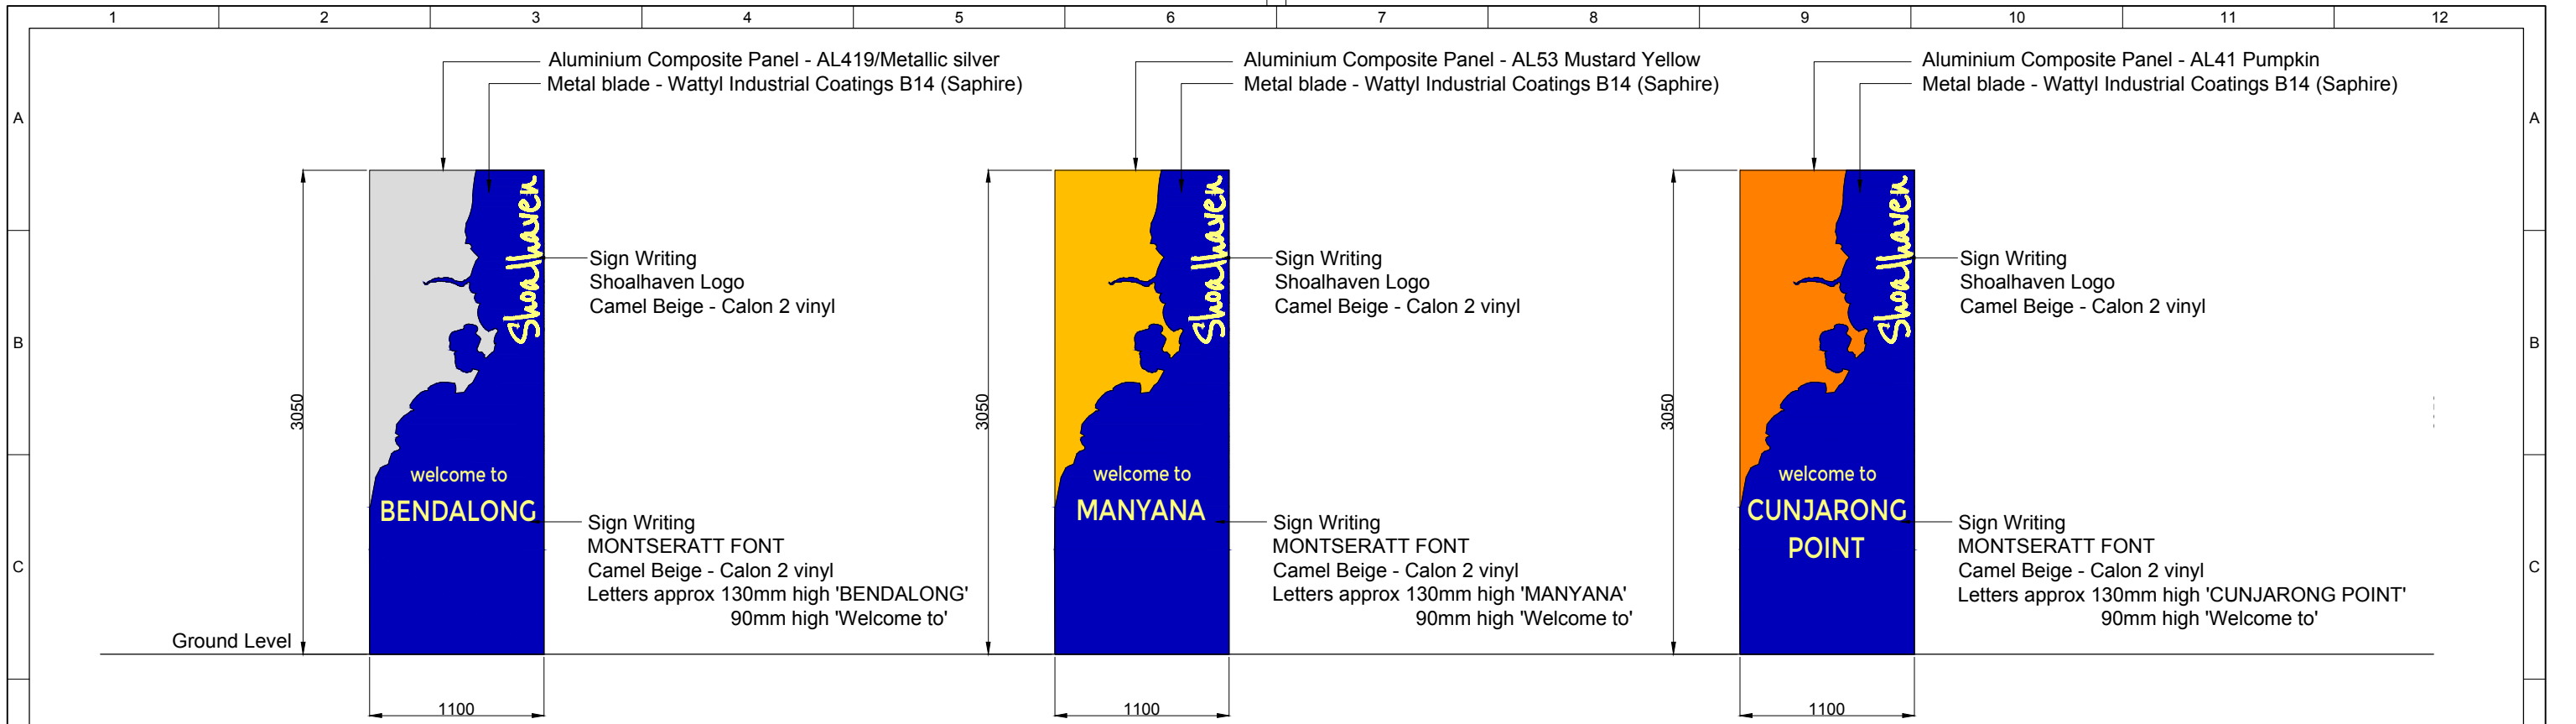 1 2 3 4 5 6 7 8 9 10 11 12
A A
B B
C C
Aluminium Composite Panel - AL419/Metallic silver
Metal blade - Wattyl Industrial Coatings B14 (Saphire)
Shoalhaven
Sign Writing
Shoalhaven Logo
Camel Beige - Calon 2 vinyl
3050
welcome to
BENDALONG
Sign Writing
MONTSERATT FONT
Camel Beige - Calon 2 vinyl
Letters approx 130mm high 'BENDALONG'
90mm high 'Welcome to'
Ground Level
1100
Aluminium Composite Panel - AL53 Mustard Yellow
Metal blade - Wattyl Industrial Coatings B14 (Saphire)
Shoalhaven
Sign Writing
Shoalhaven Logo
Camel Beige - Calon 2 vinyl
3050
welcome to
MANYANA
Sign Writing
MONTSERATT FONT
Camel Beige - Calon 2 vinyl
Letters approx 130mm high 'MANYANA'
90mm high 'Welcome to'
1100
Aluminium Composite Panel - AL41 Pumpkin
Metal blade - Wattyl Industrial Coatings B14 (Saphire)
Shoalhaven
Sign Writing
Shoalhaven Logo
Camel Beige - Calon 2 vinyl
3050
welcome to
CUNJARONG
POINT
Sign Writing
MONTSERATT FONT
Camel Beige - Calon 2 vinyl
Letters approx 130mm high 'CUNJARONG POINT'
90mm high 'Welcome to'
1100